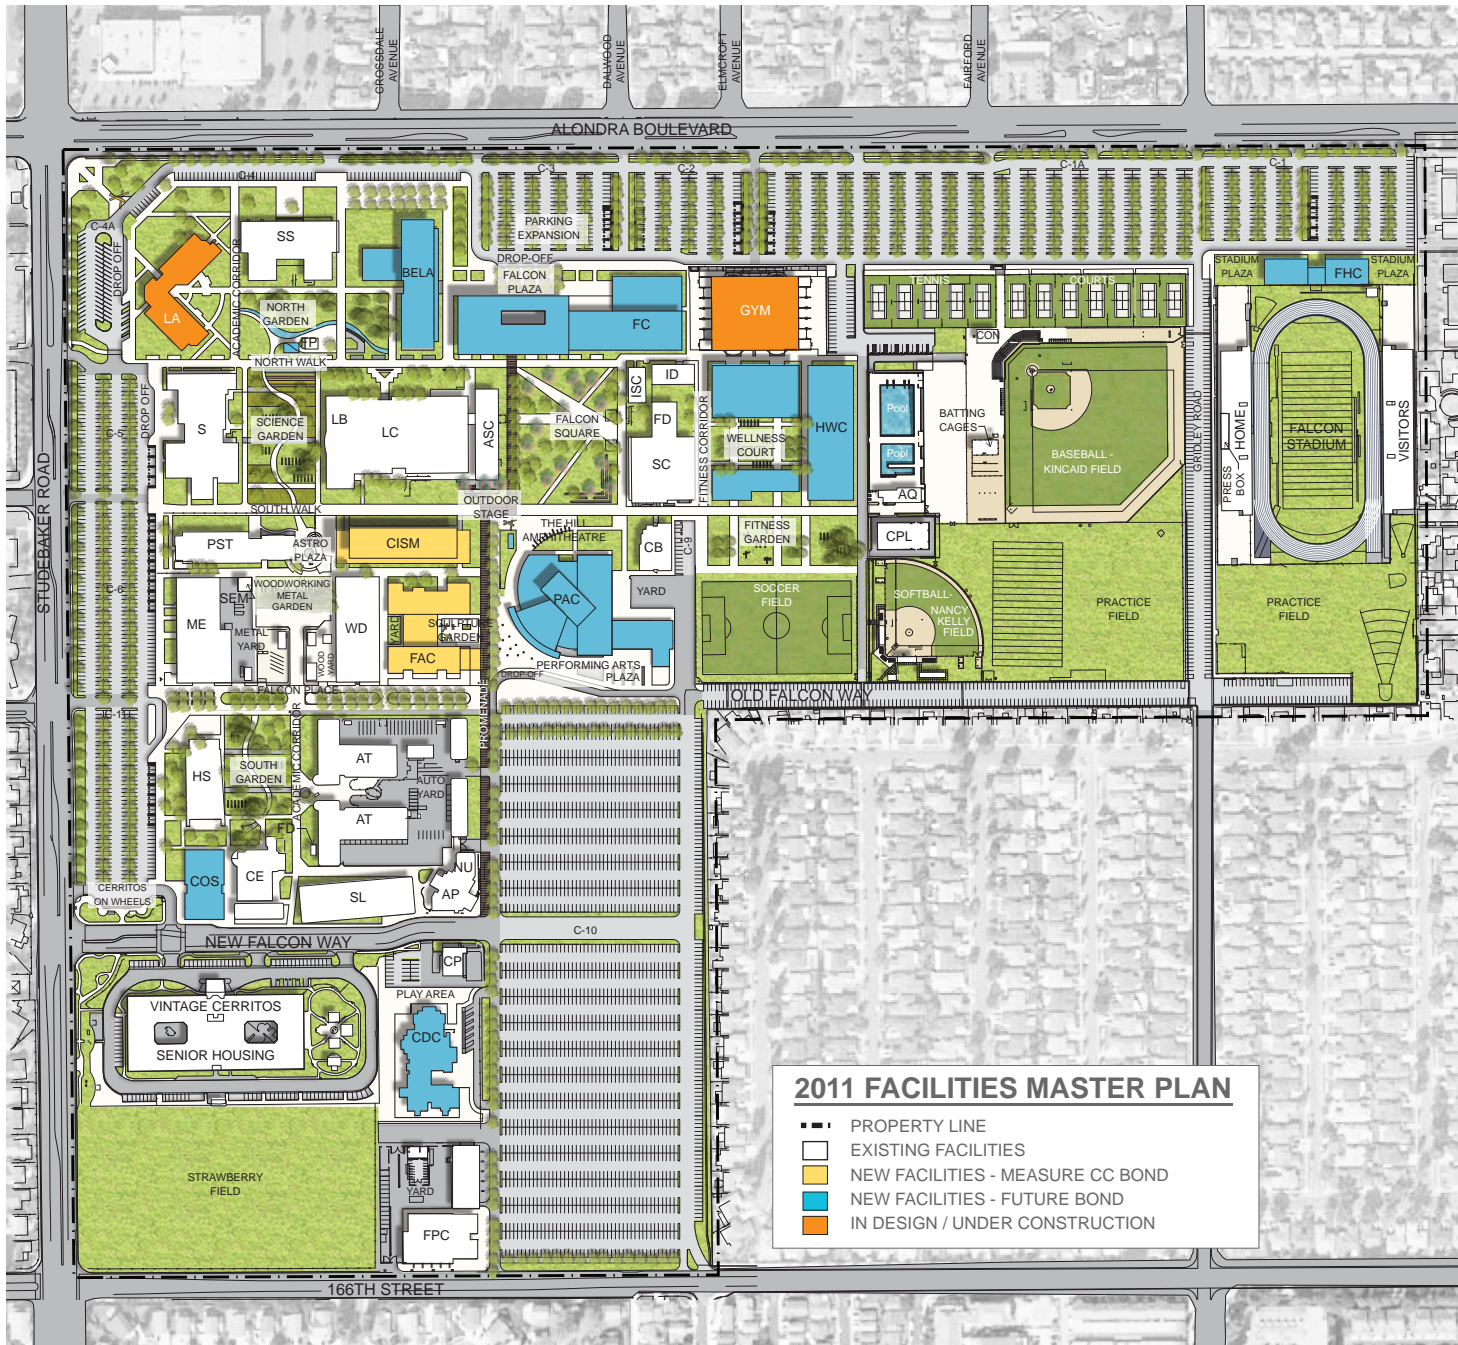 CROSSDALE
AVENUE
DALWOOD
AVENUE
ELMCROFT
AVENUE
FAIRFORD
AVENUE
ALONDRA BOULEVARD
C-4
C-3
C-2
C-1A
C-1
C-4A
DROP OFF
SS
ACADEMIC CORRIDOR
BELA
PARKING
EXPANSION
DROP-OFF
FALCON
PLAZA
STADIUM
PLAZA
FHC
STADIUM
PLAZA
TENNIS
COURTS
LA
NORTH
GARDEN
FP
FC
GYM
CON
NORTH WALK
DROP OFF
C-5
S
SCIENCE
GARDEN
LB
LC
ASC
FALCON
SQUARE
ISC
ID
FD
SC
FITNESS CORRIDOR
WELLNESS
COURT
HWC
Pool
Pool
BATTING
CAGES
AQ
BASEBALL -
KINCAID FIELD
GRIDLEY ROAD
PRESS
BOX
HOME
FALCON
STADIUM
VISITORS
STUDEBAKER ROAD
SOUTH WALK
OUTDOOR
STAGE
PST
ASTRO
PLAZA
CISM
THE HILL
AMPHITHEATRE
CB
C-9
FITNESS
GARDEN
CPL
C-6
SEM
WOODWORKING
METAL
GARDEN
ME
METAL
YARD
WOOD
YARD
WD
YARD
SCULPTURE
GARDEN
FAC
PAC
YARD
SOCCER
FIELD
SOFTBALL-
NANCY
KELLY
FIELD
PRACTICE
FIELD
PRACTICE
FIELD
PERFORMING ARTS
PLAZA
DROP-OFF
FALCON PLACE
OLD FALCON WAY
C-11
PROMENADE
HS
SOUTH
GARDEN
ACADEMIC CORRIDOR
AT
AUTO
YARD
AT
FD
COS
CE
SL
NU
AP
CERRITOS
ON WHEELS
NEW FALCON WAY
C-10
CP
PLAY AREA
VINTAGE CERRITOS
SENIOR HOUSING
CDC
STRAWBERRY
FIELD
YARD
FPC
166TH STREET
2011 FACILITIES MASTER PLAN
PROPERTY LINE
EXISTING FACILITIES
NEW FACILITIES - MEASURE CC BOND
NEW FACILITIES - FUTURE BOND
IN DESIGN / UNDER CONSTRUCTION